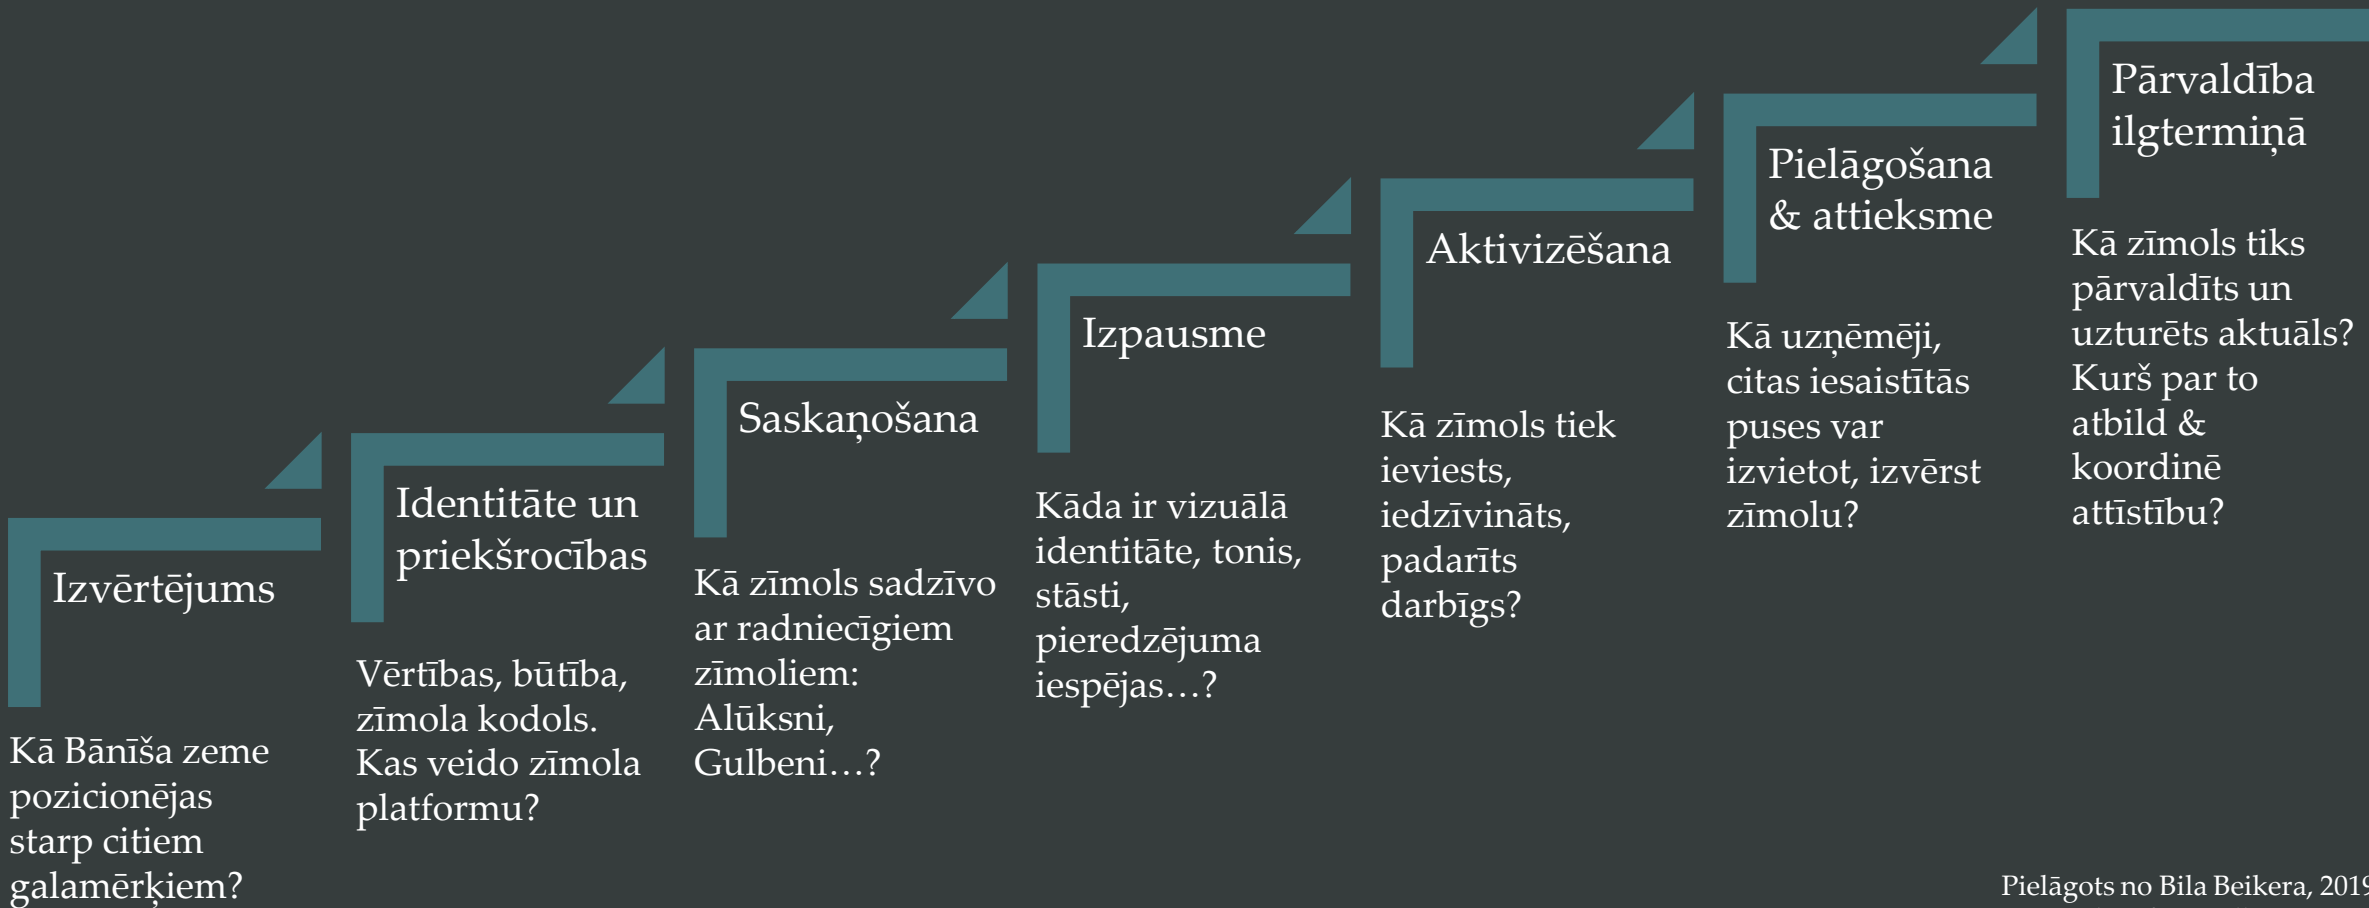 Izvērtējums
Kā Bānīša zeme
pozicionējas
starp citiem
galamērķiem?
Identitāte un
priekšrocības
Vērtības, būtība,
zīmola kodols.
Kas veido zīmola
platformu?
Saskaņošana
Kā zīmols sadzīvo
ar radniecīgiem
zīmoliem:
Alūksni,
Gulbeni…?
Izpausme
Kāda ir vizuālā
identitāte, tonis,
stāsti,
pieredzējuma
iespējas…?
Aktivizēšana
Kā zīmols tiek
ieviests,
iedzīvināts,
padarīts
darbīgs?
Pielāgošana
& attieksme
Kā uzņēmēji,
citas iesaistītās
puses var
izvietot, izvērst
zīmolu?
Pārvaldība
ilgtermiņā
Kā zīmols tiks
pārvaldīts un
uzturēts aktuāls?
Kurš par to
atbild &
koordinē
attīstību?
Pielāgots no Bila Beikera, 2019